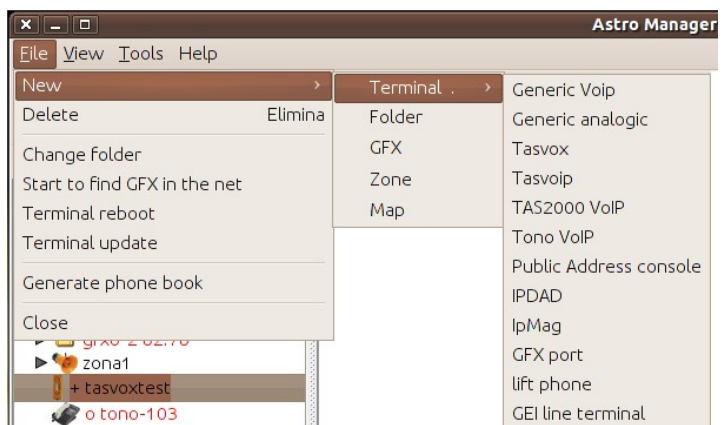 Astro Manager
File View Tools Help
New
Delete Elimina
Change folder
Start to find GFX in the net
Terminal reboot
Terminal update
Generate phone book
Close
Terminal .
Folder
GFX
Zone
Map
Generic Voip
Generic analogic
Tasvox
Tasvoip
TAS2000 VoIP
Tono VoIP
Public Address console
IPDAD
IpMag
GFX port
lift phone
GEI line terminal
zona1
+ tasvoxtest
o tono-103